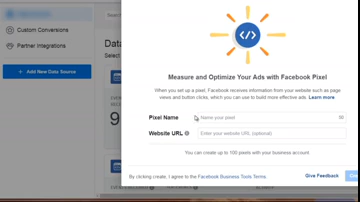 Search
Custom Conversions
Partner Integrations
+ Add New Data Source
Data
Select
Measure and Optimize Your Ads with Facebook Pixel
When you set up a pixel, Facebook receives information from your website such as page
views and button clicks, which you can use to build more effective ads. Learn more.
Pixel Name
Name your pixel
Website URL
Enter your website URL (optional)
You can create up to 100 pixels with your business account.
By clicking create, I agree to the Facebook Business Tools Terms.
Give Feedback